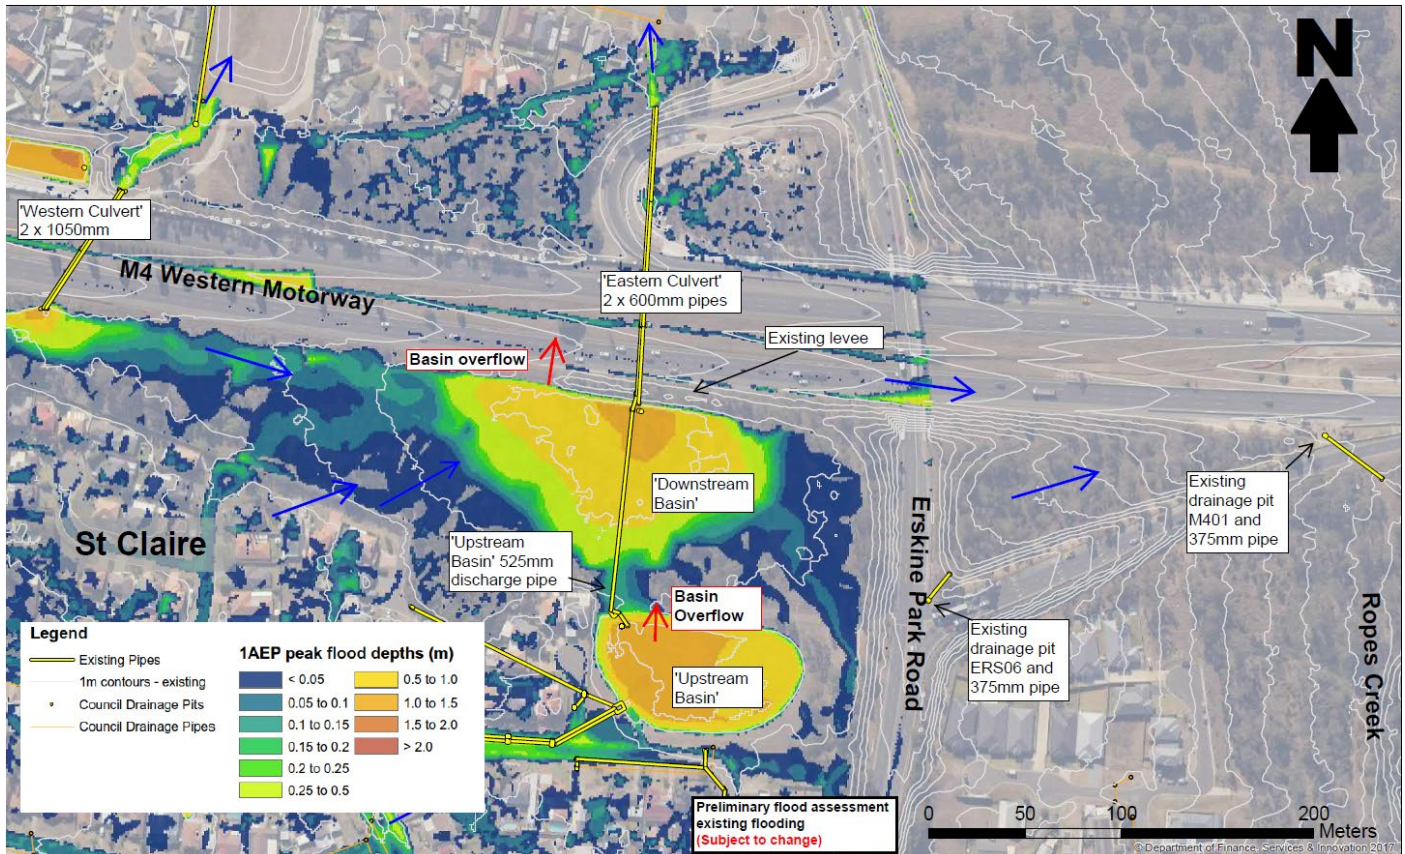 N
'Western Culvert'
2 x 1050mm
M4 Western Motorway
'Eastern Culvert'
2 x 600mm pipes
Existing levee
Basin overflow
'Downstream
Basin'
St Claire
'Upstream
Basin' 525mm
discharge pipe
Basin
Overflow
'Upstream
Basin'
Erskine Park Road
Existing
drainage pit
M401 and
375mm pipe
Existing
drainage pit
ERS06 and
375mm pipe
Ropes Creek
Legend
Existing Pipes
1m contours - existing
Council Drainage Pits
Council Drainage Pipes
1AEP peak flood depths (m)
< 0.05
0.05 to 0.1
0.1 to 0.15
0.15 to 0.2
0.2 to 0.25
0.25 to 0.5
0.5 to 1.0
1.0 to 1.5
1.5 to 2.0
> 2.0
Preliminary flood assessment
existing flooding
(Subject to change)
0 50 100 200
Meters
© Department of Finance, Services & Innovation 2017